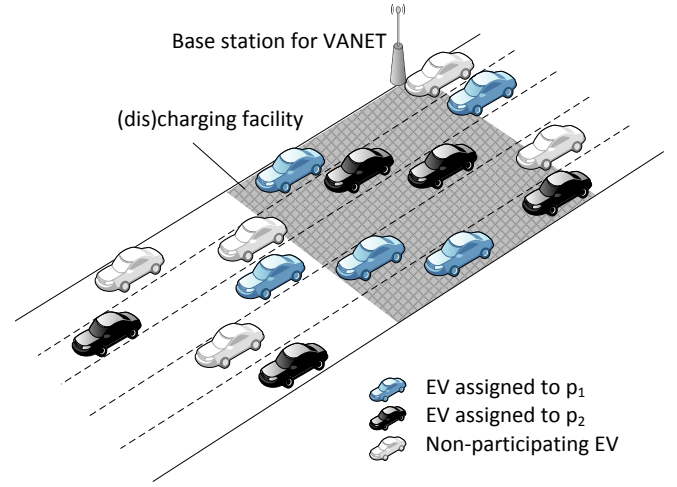 Base station for VANET
(dis)charging facility
EV assigned to p₁
EV assigned to p₂
Non-participating EV